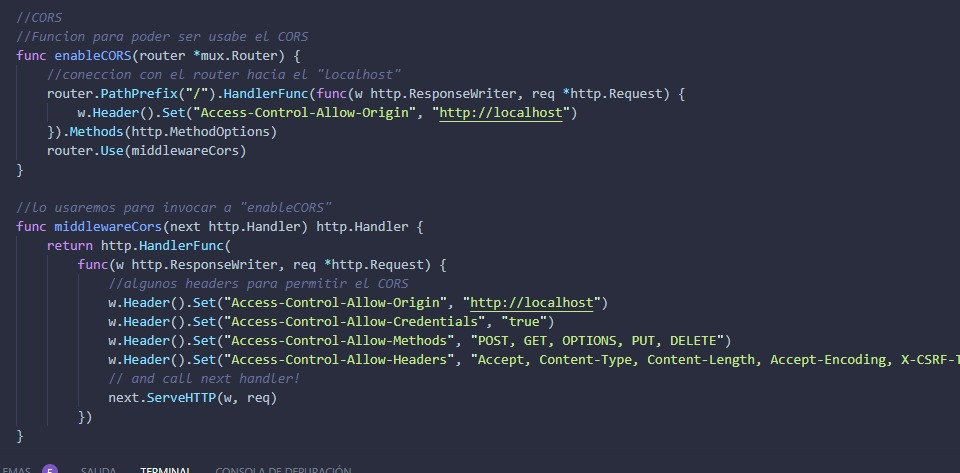 //CORS
//Funcion para poder ser usabe el CORS
func enableCORS(router *mux.Router) {
//coneccion con el router hacia el "localhost"
router.PathPrefix("/").HandlerFunc(func(w http.ResponseWriter, req *http.Request) {
w.Header().Set("Access-Control-Allow-Origin", "http://localhost")
}).Methods(http.MethodOptions)
router.Use(middlewareCors)
}
//lo usaremos para invocar a "enableCORS"
func middlewareCors(next http.Handler) http.Handler {
return http.HandlerFunc(
func(w http.ResponseWriter, req *http.Request) {
//algunos headers para permitir el CORS
w.Header().Set("Access-Control-Allow-Origin", "http://localhost")
w.Header().Set("Access-Control-Allow-Credentials", "true")
w.Header().Set("Access-Control-Allow-Methods", "POST, GET, OPTIONS, PUT, DELETE")
w.Header().Set("Access-Control-Allow-Headers", "Accept, Content-Type, Content-Length, Accept-Encoding, X-CSRF-T
// and call next handler!
next.ServeHTTP(w, req)
})
}
EMAS 5 SALIDA TERMINAL CONSOLA DE DEPURACIÓN